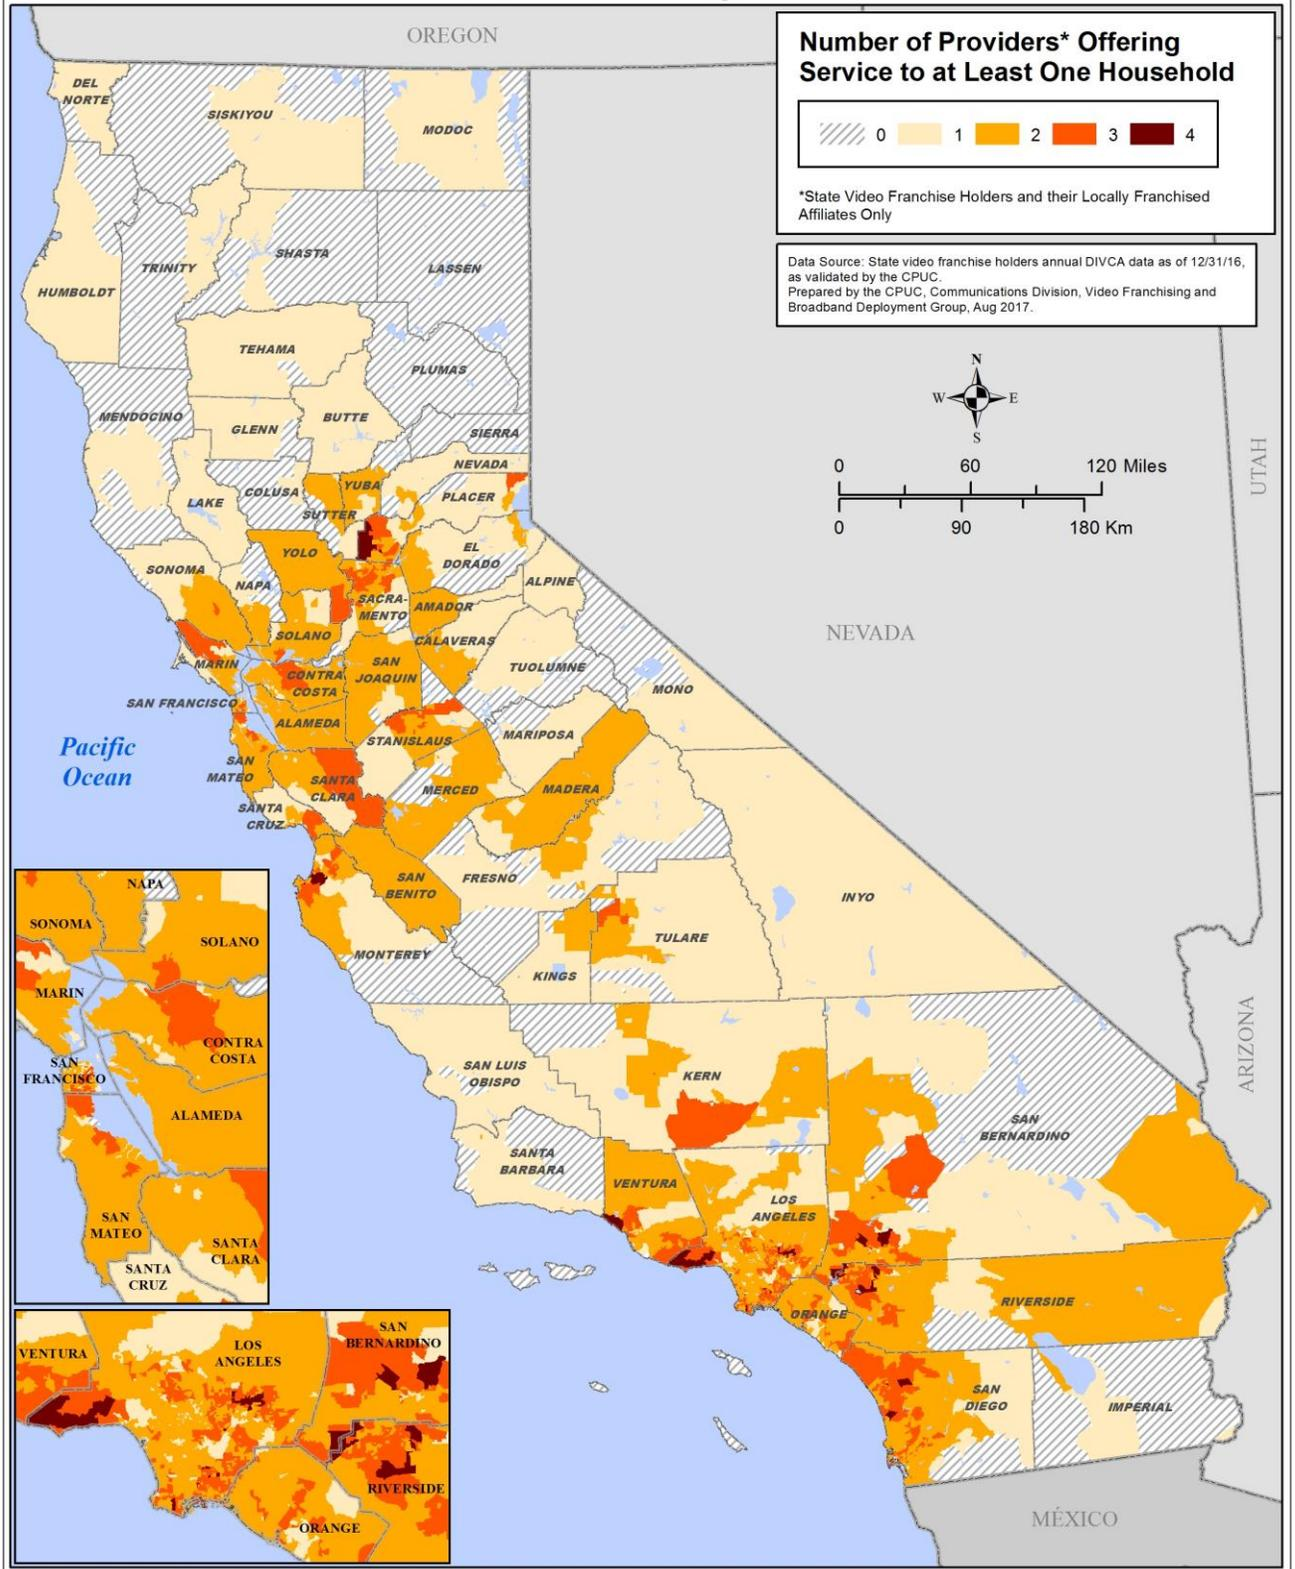 OREGON
Number of Providers* Offering
Service to at Least One Household
0 1 2 3 4
*State Video Franchise Holders and their Locally Franchised
Affiliates Only
Data Source: State video franchise holders annual DIVCA data as of 12/31/16,
as validated by the CPUC.
Prepared by the CPUC, Communications Division, Video Franchising and
Broadband Deployment Group, Aug 2017.
N
W E
S
0 60 120 Miles
0 90 180 Km
UTAH
NEVADA
ARIZONA
MÉXICO
Pacific
Ocean
DEL
NORTE
SISKIYOU
MODOC
HUMBOLDT
TRINITY
SHASTA
LASSEN
TEHAMA
PLUMAS
MENDOCINO
GLENN
BUTTE
SIERRA
LAKE
COLUSA
SUTTER
YUBA
NEVADA
PLACER
SONOMA
NAPA
YOLO
EL
DORADO
ALPINE
SACRA-
MENTO
AMADOR
SOLANO
CALAVERAS
MARIN
CONTRA
COSTA
SAN
JOAQUIN
TUOLUMNE
MONO
SAN FRANCISCO
ALAMEDA
STANISLAUS
MARIPOSA
SAN
MATEO
SANTA
CLARA
MERCED
MADERA
SANTA
CRUZ
SAN
BENITO
FRESNO
INYO
MONTEREY
KINGS
TULARE
SAN LUIS
OBISPO
KERN
SAN
BERNARDINO
SANTA
BARBARA
VENTURA
LOS
ANGELES
ORANGE
RIVERSIDE
SAN
DIEGO
IMPERIAL
NAPA
SONOMA
SOLANO
MARIN
CONTRA
COSTA
SAN
FRANCISCO
ALAMEDA
SAN
MATEO
SANTA
CLARA
SANTA
CRUZ
VENTURA
LOS
ANGELES
SAN
BERNARDINO
RIVERSIDE
ORANGE